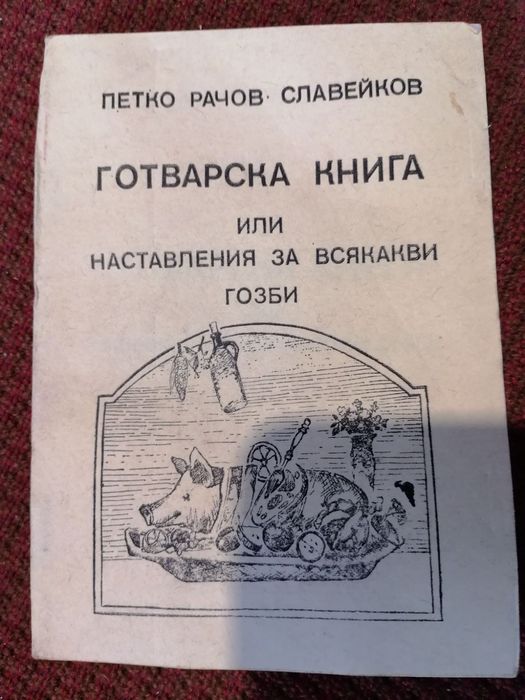 ПЕТКО РАЧОВ СЛАВЕЙКОВ
ГОТВАРСКА КНИГА
ИЛИ
НАСТАВЛЕНИЯ ЗА ВСЯКАКВИ
ГОЗБИ